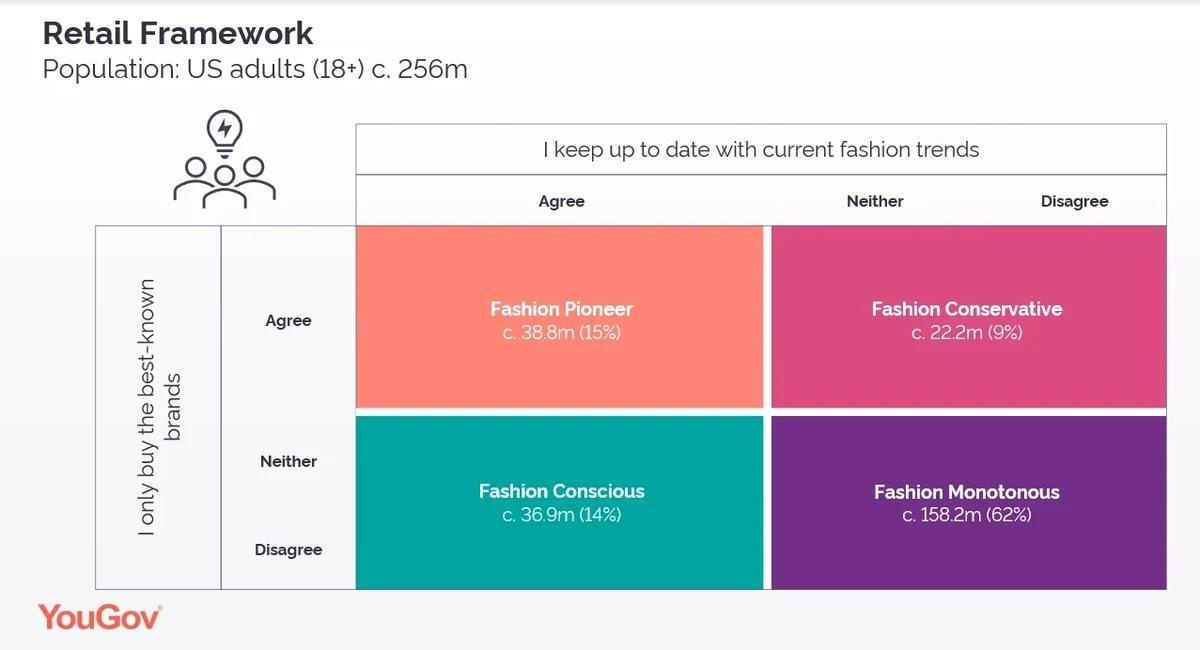 Retail Framework
Population: US adults (18+) c. 256m
I keep up to date with current fashion trends
Agree
Neither
Disagree
I only buy the best-known
brands
Agree
Neither
Disagree
Fashion Pioneer
c. 38.8m (15%)
Fashion Conservative
c. 22.2m (9%)
Fashion Conscious
c. 36.9m (14%)
Fashion Monotonous
c. 158.2m (62%)
YouGov®